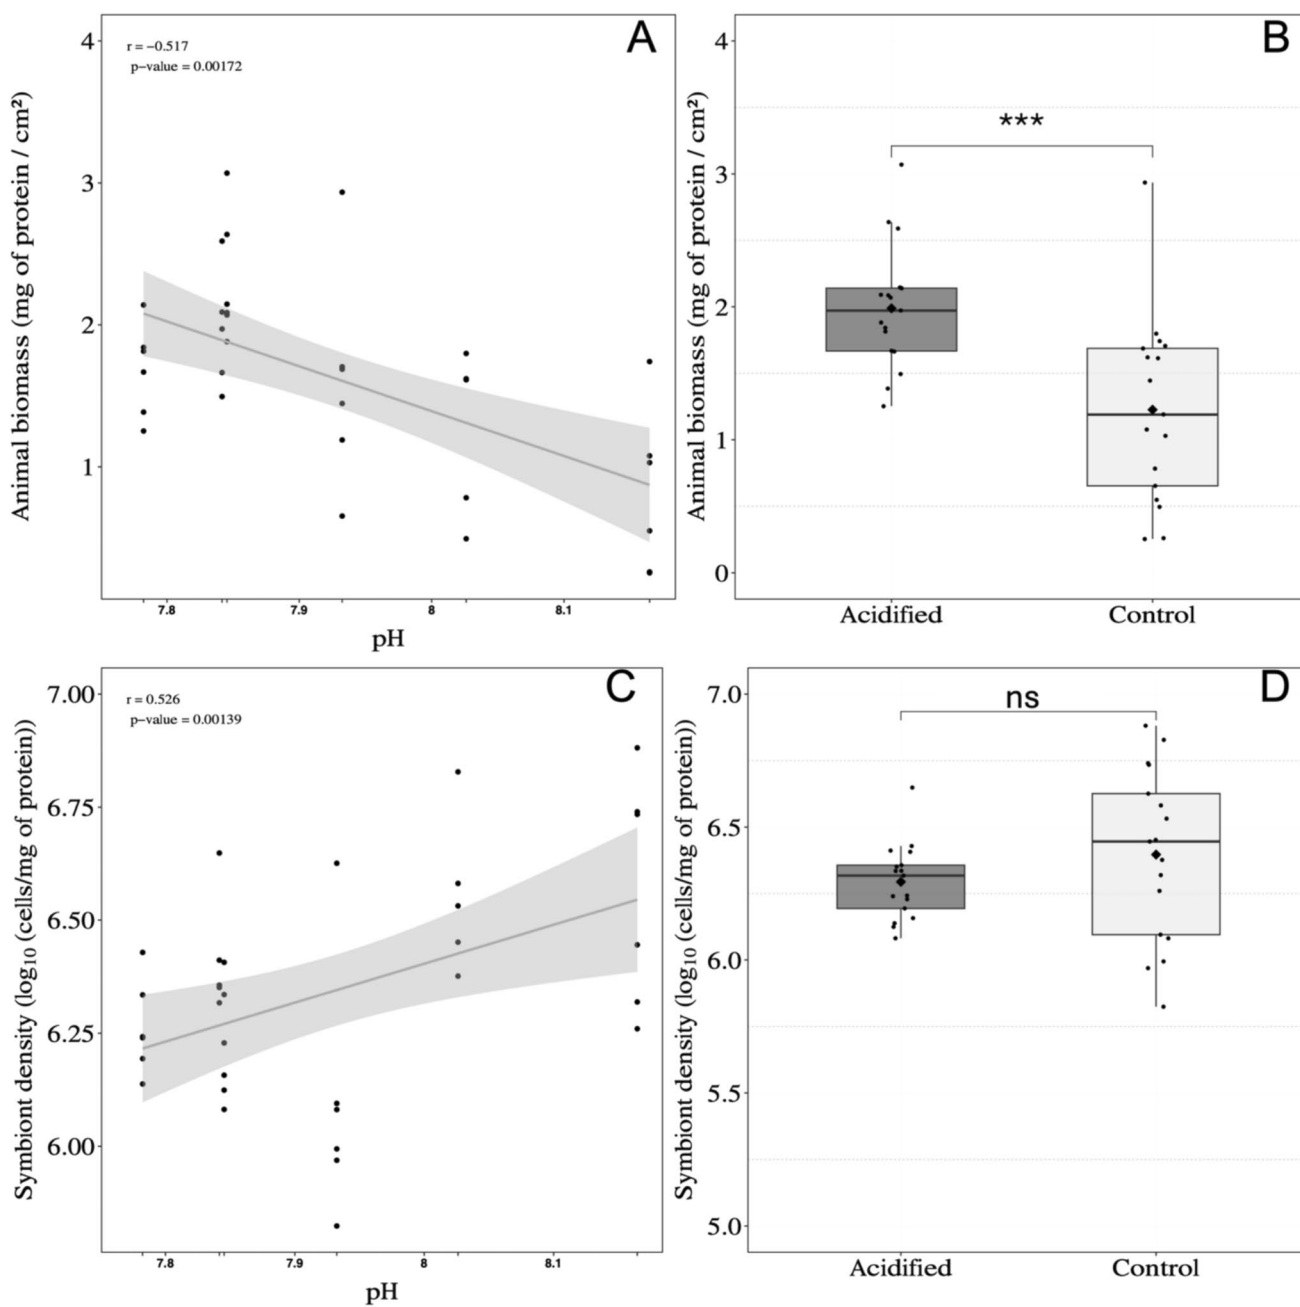 A
r = −0.517
p−value = 0.00172
Animal biomass (mg of protein / cm²)
4
3
2
1
7.8 7.9 8 8.1
pH
B
***
Animal biomass (mg of protein / cm²)
4
3
2
1
0
Acidified Control
C
r = 0.526
p−value = 0.00139
Symbiont density (log₁₀ (cells/mg of protein))
7.00
6.75
6.50
6.25
6.00
7.8 7.9 8 8.1
pH
D
ns
Symbiont density (log₁₀ (cells/mg of protein))
7.0
6.5
6.0
5.5
5.0
Acidified Control